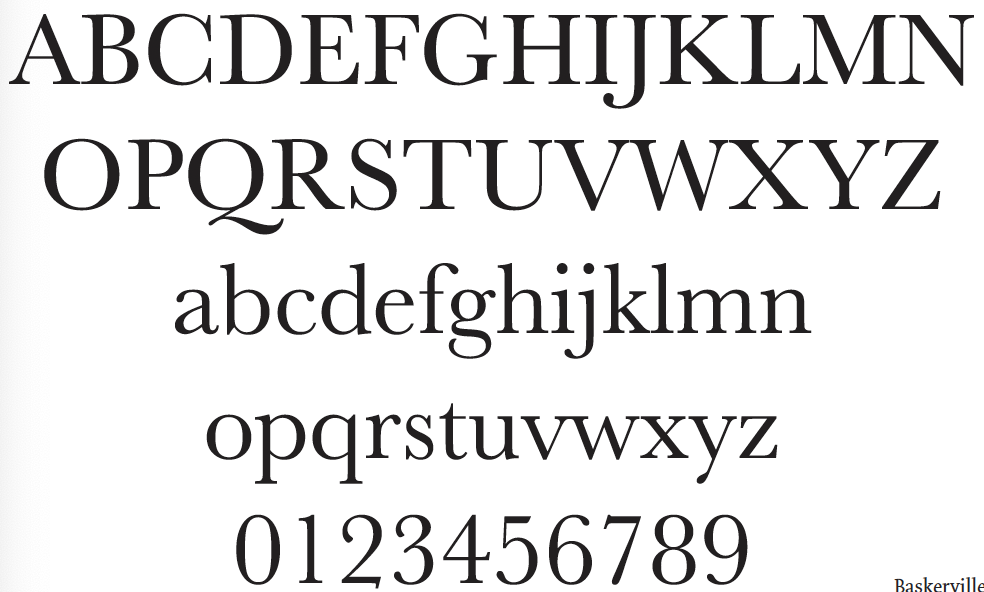 ABCDEFGHIJKLMN
OPQRSTUVWXYZ
abcdefghijklmn
opqrstuvwxyz
0123456789
Baskerville